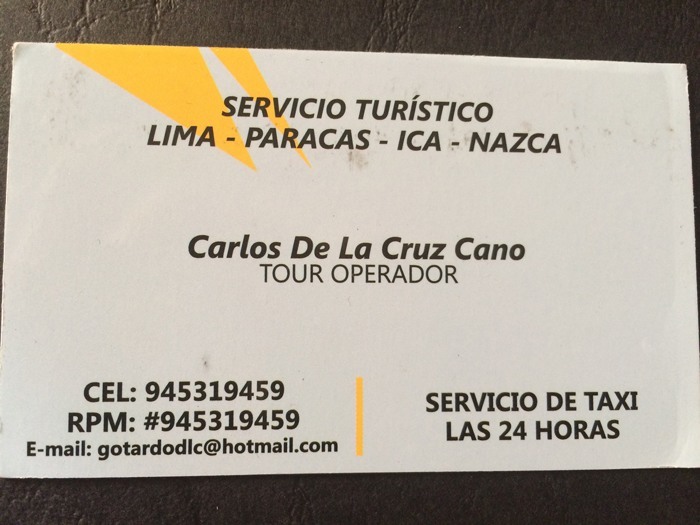 SERVICIO TURÍSTICO
LIMA - PARACAS - ICA - NAZCA
Carlos De La Cruz Cano
TOUR OPERADOR
CEL: 945319459
RPM: #945319459
E-mail: gotardodlc@hotmail.com
SERVICIO DE TAXI
LAS 24 HORAS